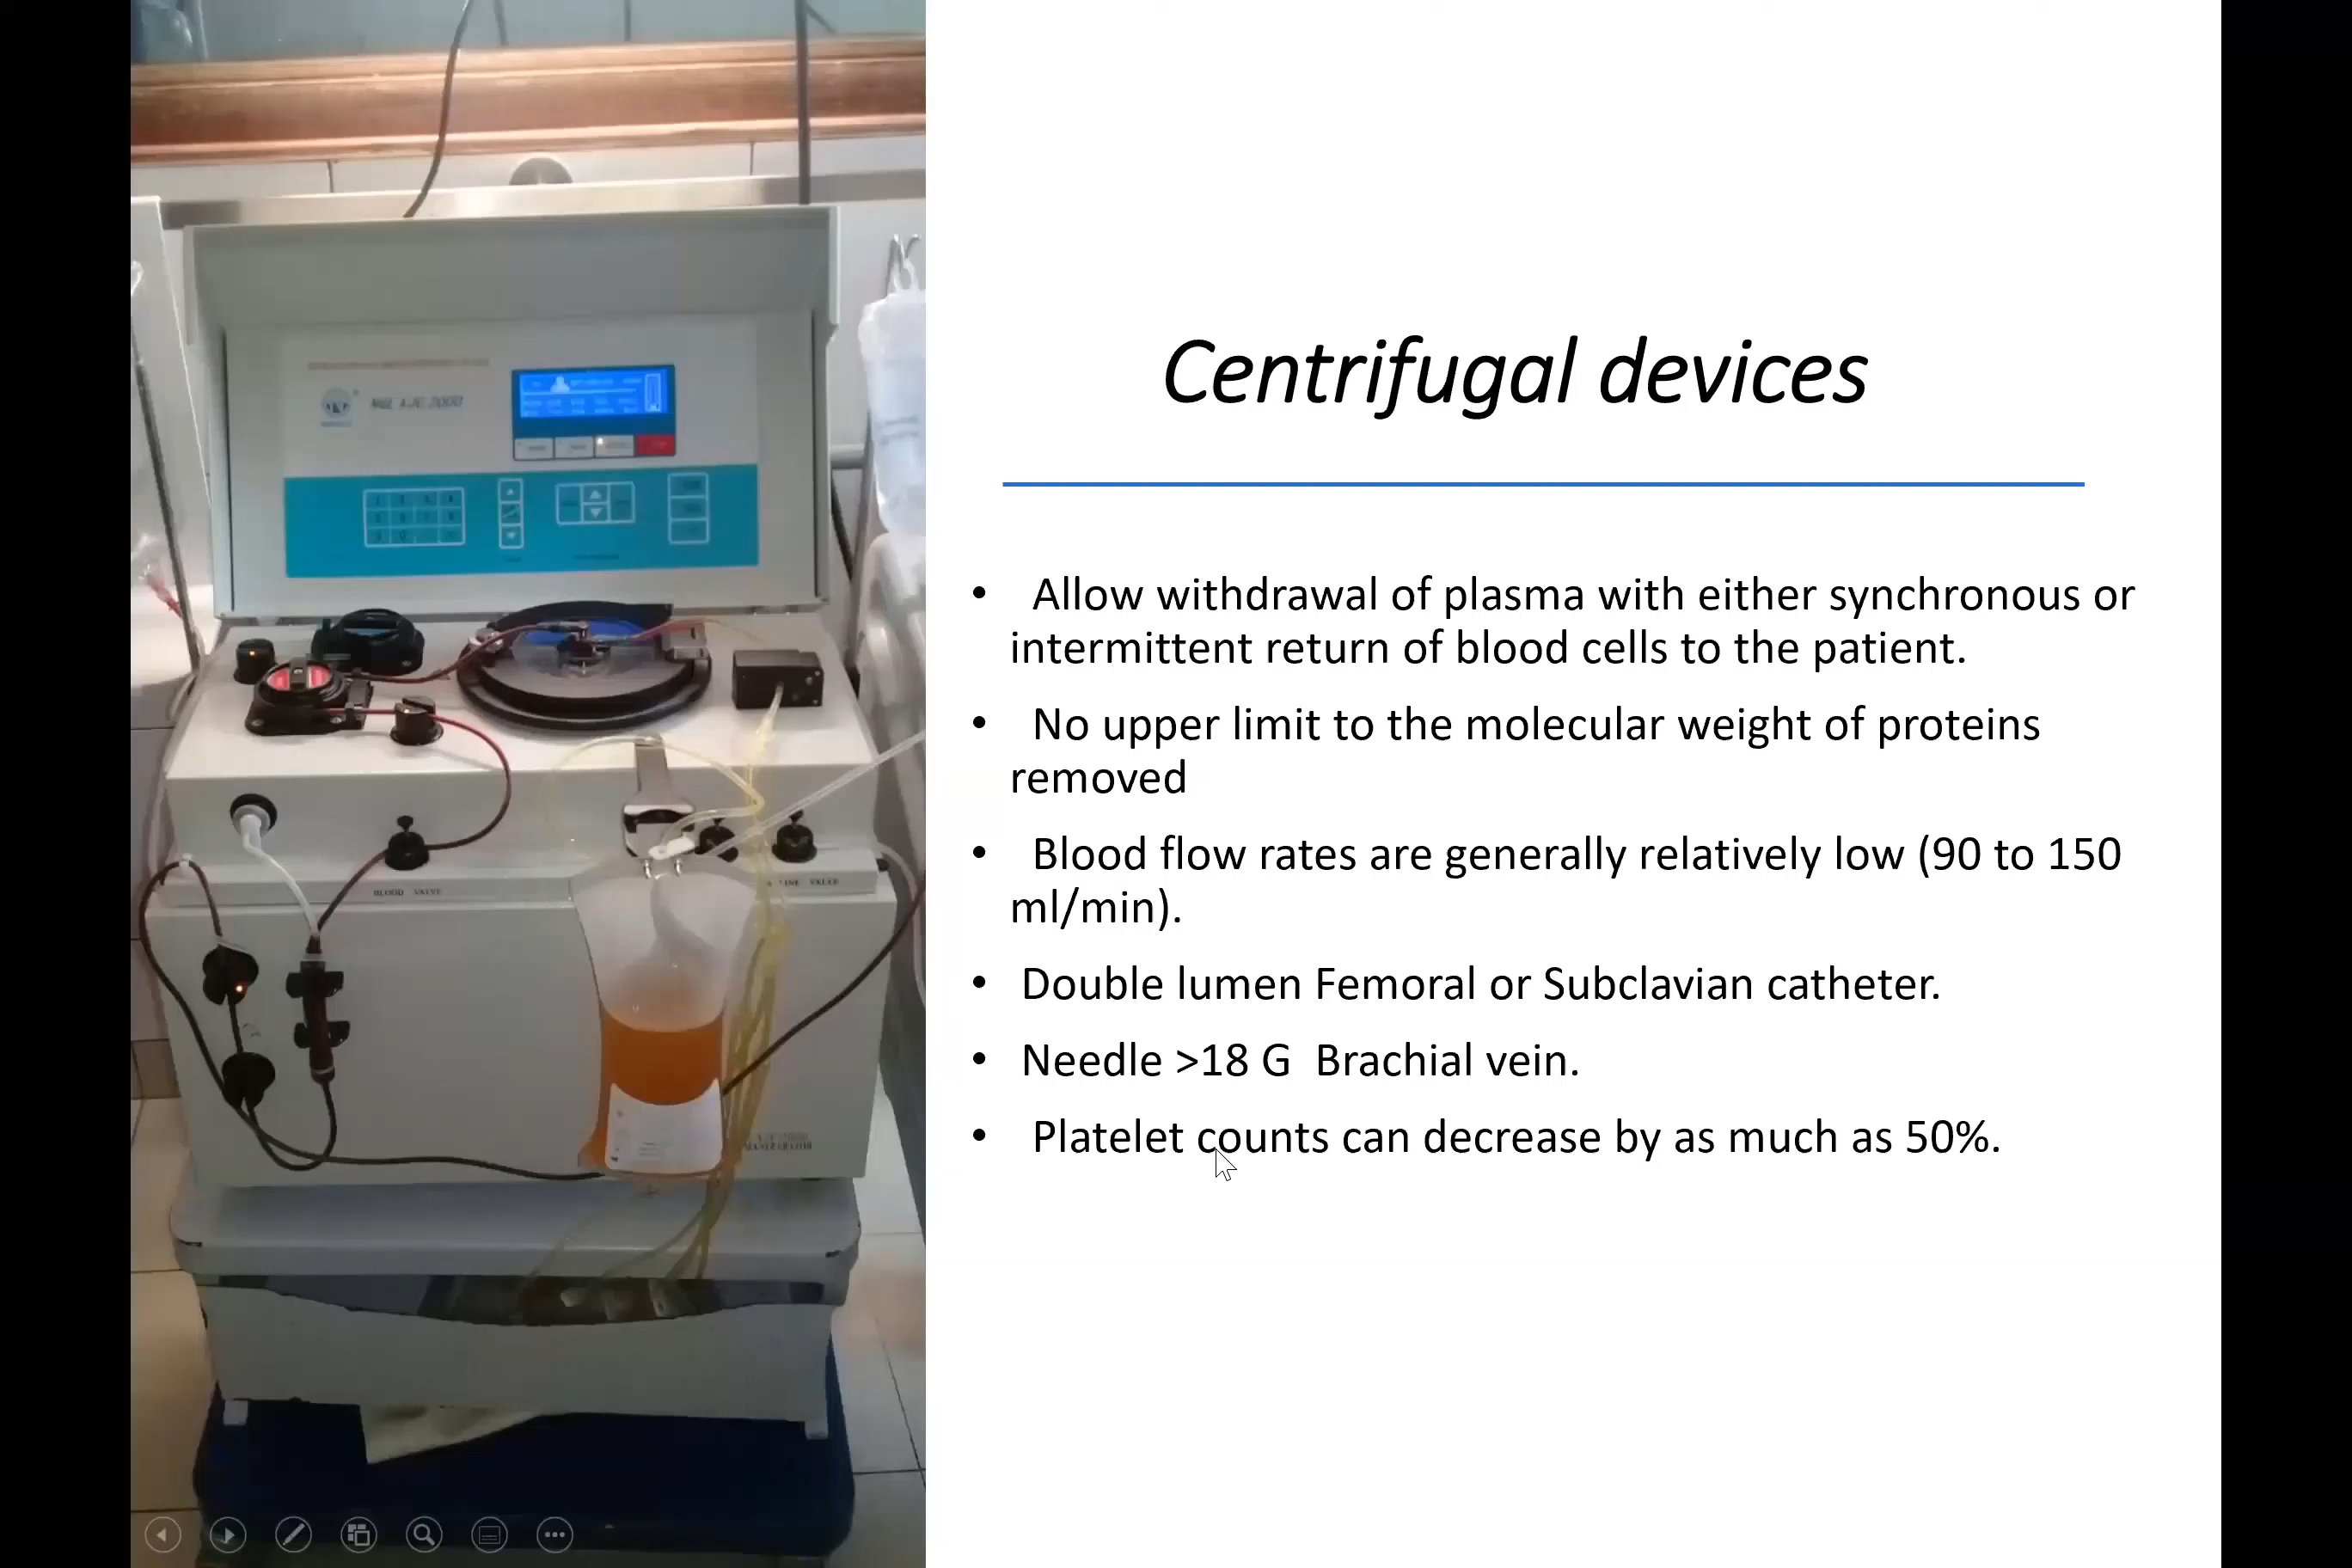 Centrifugal devices
• Allow withdrawal of plasma with either synchronous or
intermittent return of blood cells to the patient.
• No upper limit to the molecular weight of proteins
removed
• Blood flow rates are generally relatively low (90 to 150
ml/min).
• Double lumen Femoral or Subclavian catheter.
• Needle >18 G Brachial vein.
• Platelet counts can decrease by as much as 50%.
BLOOD VALVE
VALVE